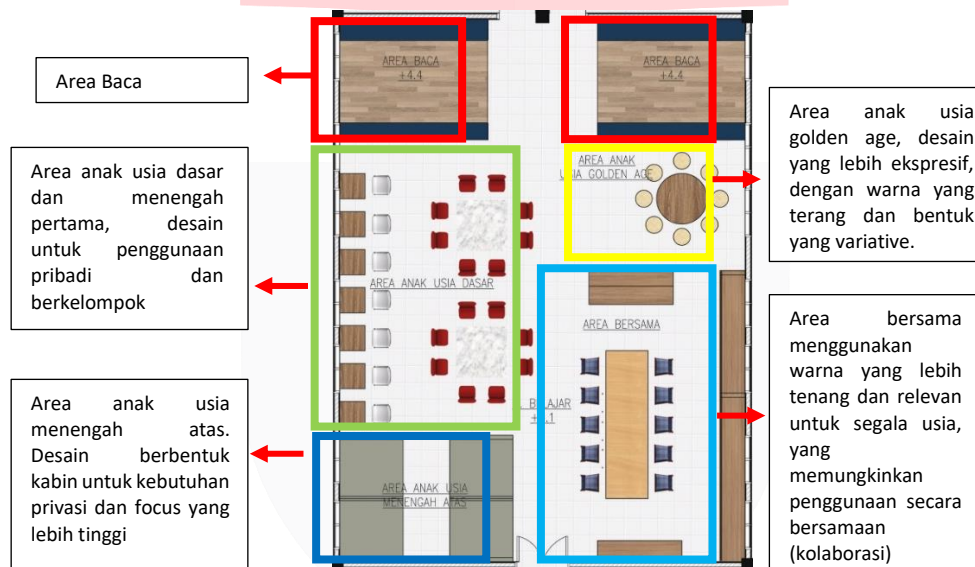 Area Baca
Area anak usia dasar
dan menengah
pertama, desain
untuk penggunaan
pribadi dan
berkelompok
Area anak usia
menengah atas.
Desain berbentuk
kabin untuk kebutuhan
privasi dan focus yang
lebih tinggi
AREA BACA
+4.4
AREA BACA
+4.4
AREA ANAK
USIA GOLDEN AGE
AREA ANAK USIA DASAR
AREA BERSAMA
BELAJAR
AREA ANAK USIA
MENENGAH ATAS
Area anak usia
golden age, desain
yang lebih ekspresif,
dengan warna yang
terang dan bentuk
yang variative.
Area bersama
menggunakan
warna yang lebih
tenang dan relevan
untuk segala usia,
yang
memungkinkan
penggunaan secara
bersamaan
(kolaborasi)